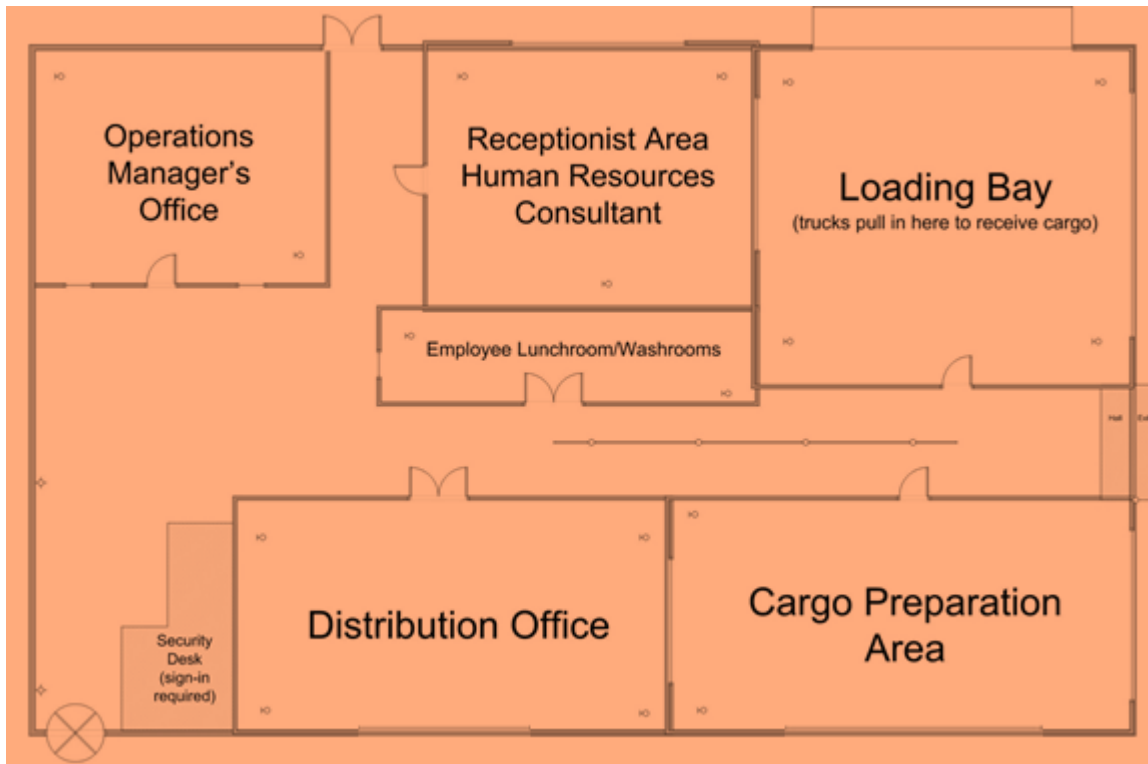 Operations
Manager's
Office
Receptionist Area
Human Resources
Consultant
Loading Bay
(trucks pull in here to receive cargo)
Employee Lunchroom/Washrooms
Hall
Security
Desk
(sign-in
required)
Distribution Office
Cargo Preparation
Area